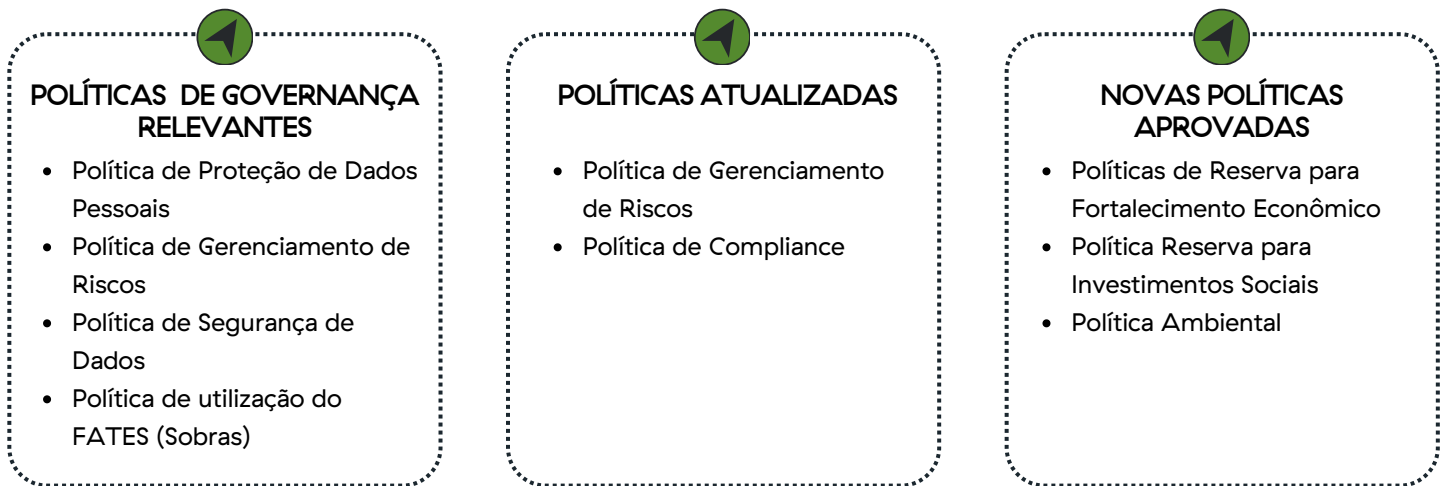 POLÍTICAS DE GOVERNANÇA
RELEVANTES
• Política de Proteção de Dados
Pessoais
• Política de Gerenciamento de
Riscos
• Política de Segurança de
Dados
• Política de utilização do
FATES (Sobras)
POLÍTICAS ATUALIZADAS
• Política de Gerenciamento
de Riscos
• Política de Compliance
NOVAS POLÍTICAS
APROVADAS
• Políticas de Reserva para
Fortalecimento Econômico
• Política Reserva para
Investimentos Sociais
• Política Ambiental